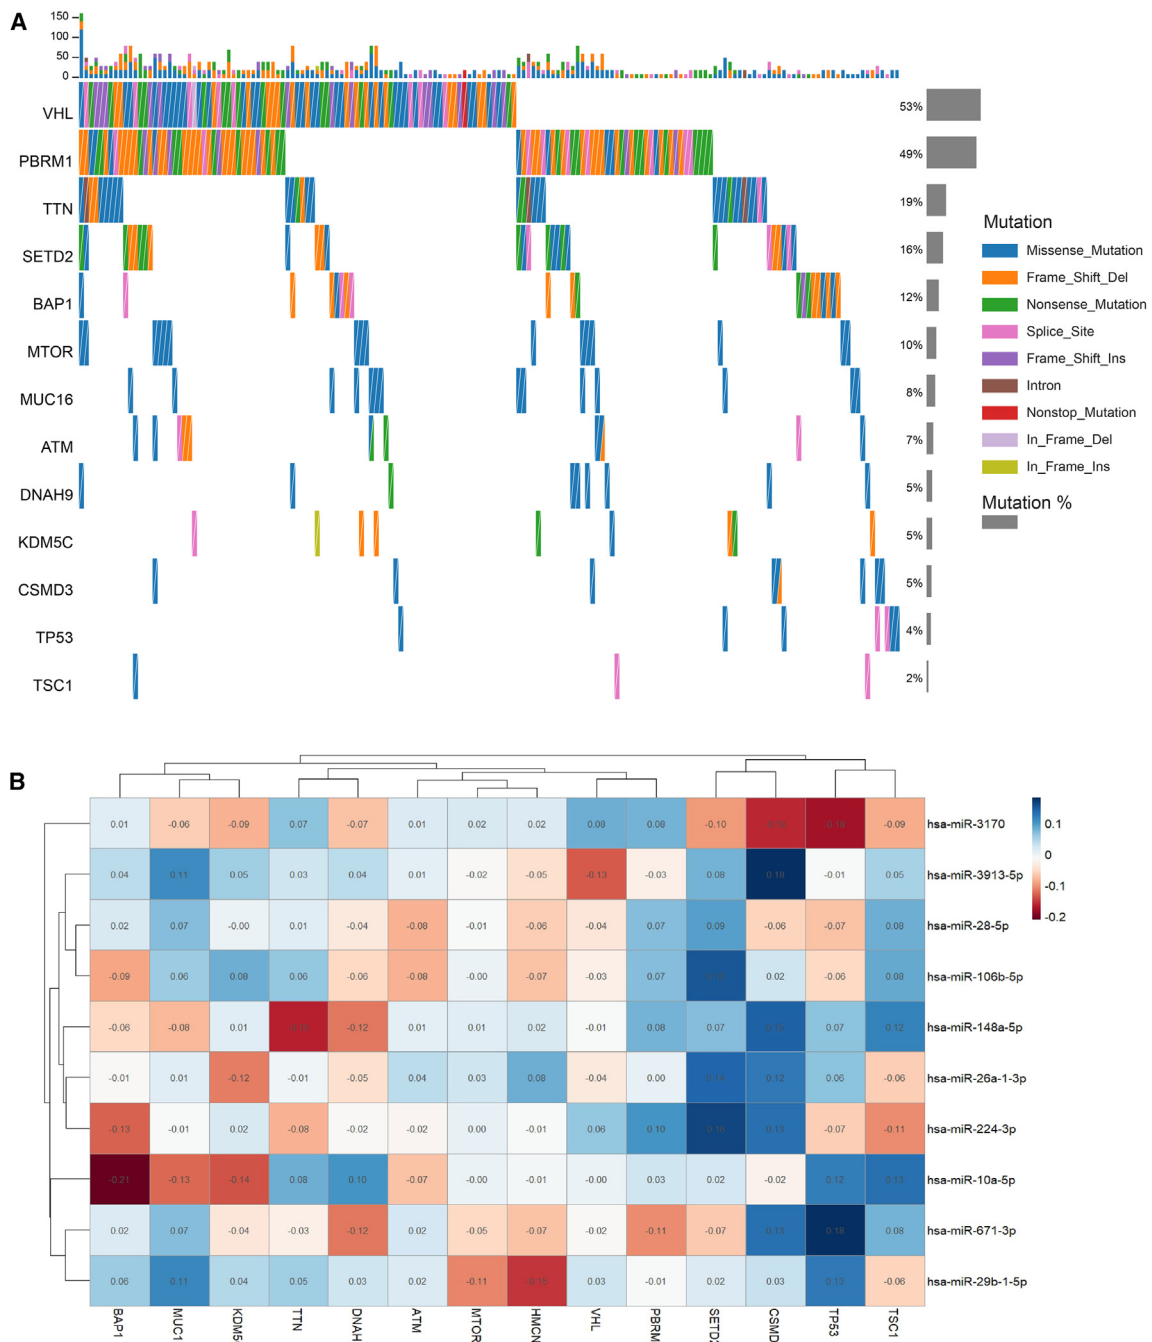 A
150
100
50
0
VHL 53%
PBRM1 49%
TTN 19%
SETD2 16%
BAP1 12%
MTOR 10%
MUC16 8%
ATM 7%
DNAH9 5%
KDM5C 5%
CSMD3 5%
TP53 4%
TSC1 2%
Mutation
Missense_Mutation
Frame_Shift_Del
Nonsense_Mutation
Splice_Site
Frame_Shift_Ins
Intron
Nonstop_Mutation
In_Frame_Del
In_Frame_Ins
Mutation %
B
0.01 -0.06 -0.09 0.07 -0.07 0.01 0.02 0.02 0.08 0.08 -0.10 -0.09 hsa-miR-3170
0.04 0.11 0.05 0.03 0.04 0.01 -0.02 -0.05 -0.13 -0.03 0.08 0.18 -0.01 0.05 hsa-miR-3913-5p
0.02 0.07 -0.00 0.01 -0.04 -0.08 -0.01 -0.06 -0.04 0.07 0.09 -0.06 -0.07 0.08 hsa-miR-28-5p
-0.09 0.06 0.08 0.06 -0.06 -0.08 -0.00 -0.07 -0.03 0.07 0.02 -0.06 0.08 hsa-miR-106b-5p
-0.06 -0.08 0.01 -0.12 0.01 0.01 0.02 -0.01 0.08 0.07 0.15 0.07 0.12 hsa-miR-148a-5p
-0.01 0.01 -0.12 -0.01 -0.05 0.04 0.03 0.08 -0.04 0.00 0.14 0.12 0.06 -0.06 hsa-miR-26a-1-3p
-0.13 -0.01 0.02 -0.08 -0.02 -0.02 -0.00 -0.01 0.06 0.10 0.16 0.13 -0.07 -0.11 hsa-miR-224-3p
-0.21 -0.13 -0.14 0.08 0.10 -0.07 -0.00 -0.01 -0.00 0.03 0.02 -0.02 0.12 0.13 hsa-miR-10a-5p
0.02 0.07 -0.04 -0.03 -0.12 0.02 -0.05 -0.07 -0.02 -0.11 -0.07 0.13 0.18 0.08 hsa-miR-671-3p
0.06 0.11 0.04 0.05 0.03 0.02 -0.11 -0.15 0.03 -0.01 0.02 0.03 0.13 -0.06 hsa-miR-29b-1-5p
BAP1 MUC1 KDM5 TTN DNAH ATM MTOR HMCN VHL PBRM SETD2 CSMD TP53 TSC1
0.1
0
-0.1
-0.2